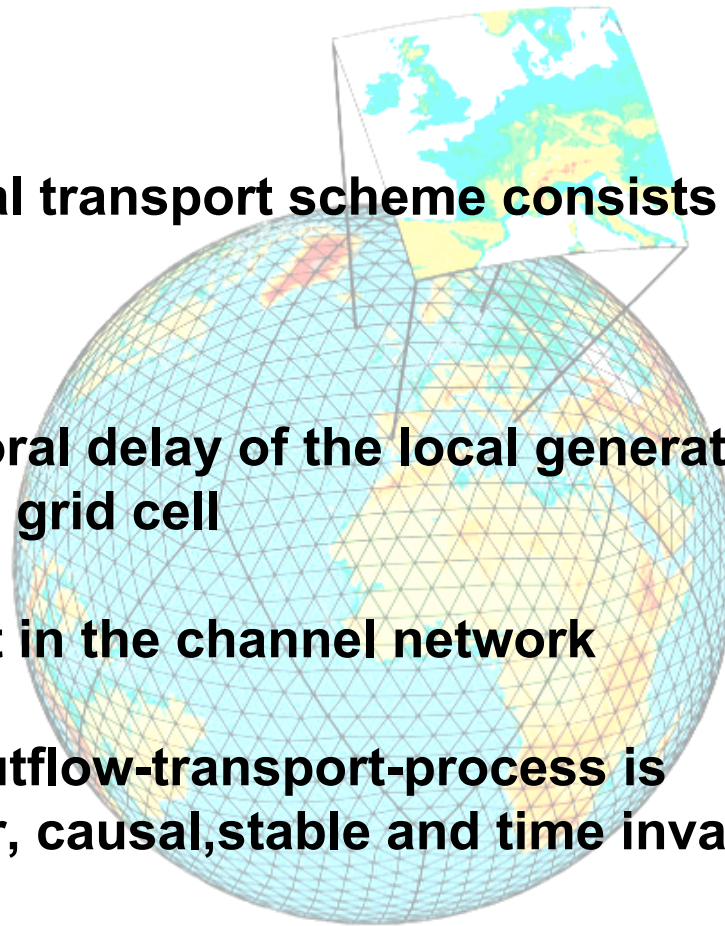 al transport scheme consists
oral delay of the local generat
grid cell
t in the channel network
utflow-transport-process is
r, causal,stable and time inva